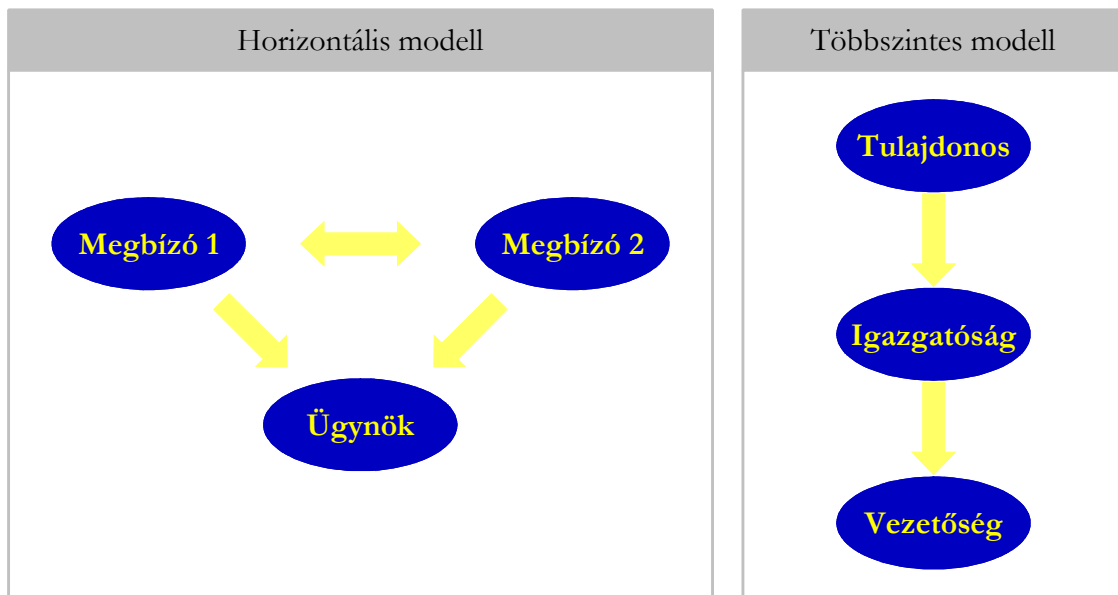 Horizontális modell
Megbízó 1
Megbízó 2
Ügynök
Többszintes modell
Tulajdonos
Igazgatóság
Vezetőség